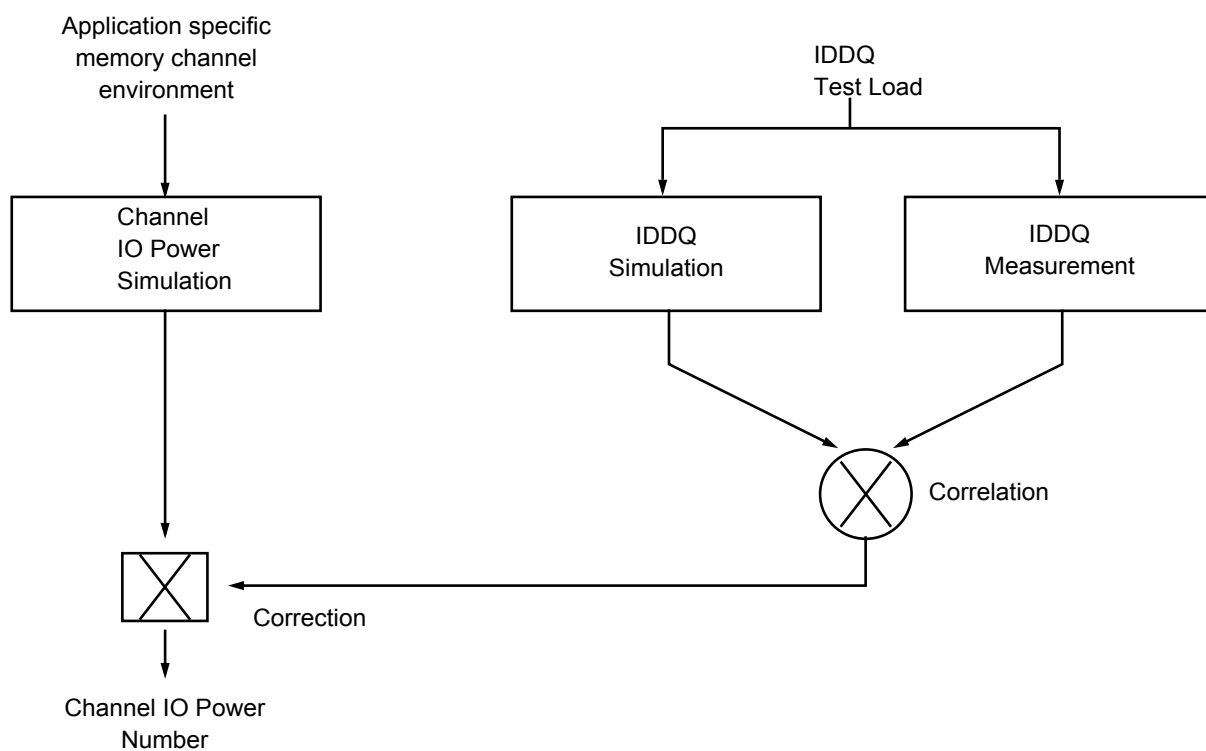 Application specific
memory channel
environment
IDDQ
Test Load
Channel
IO Power
Simulation
IDDQ
Simulation
IDDQ
Measurement
Correlation
Correction
Channel IO Power
Number